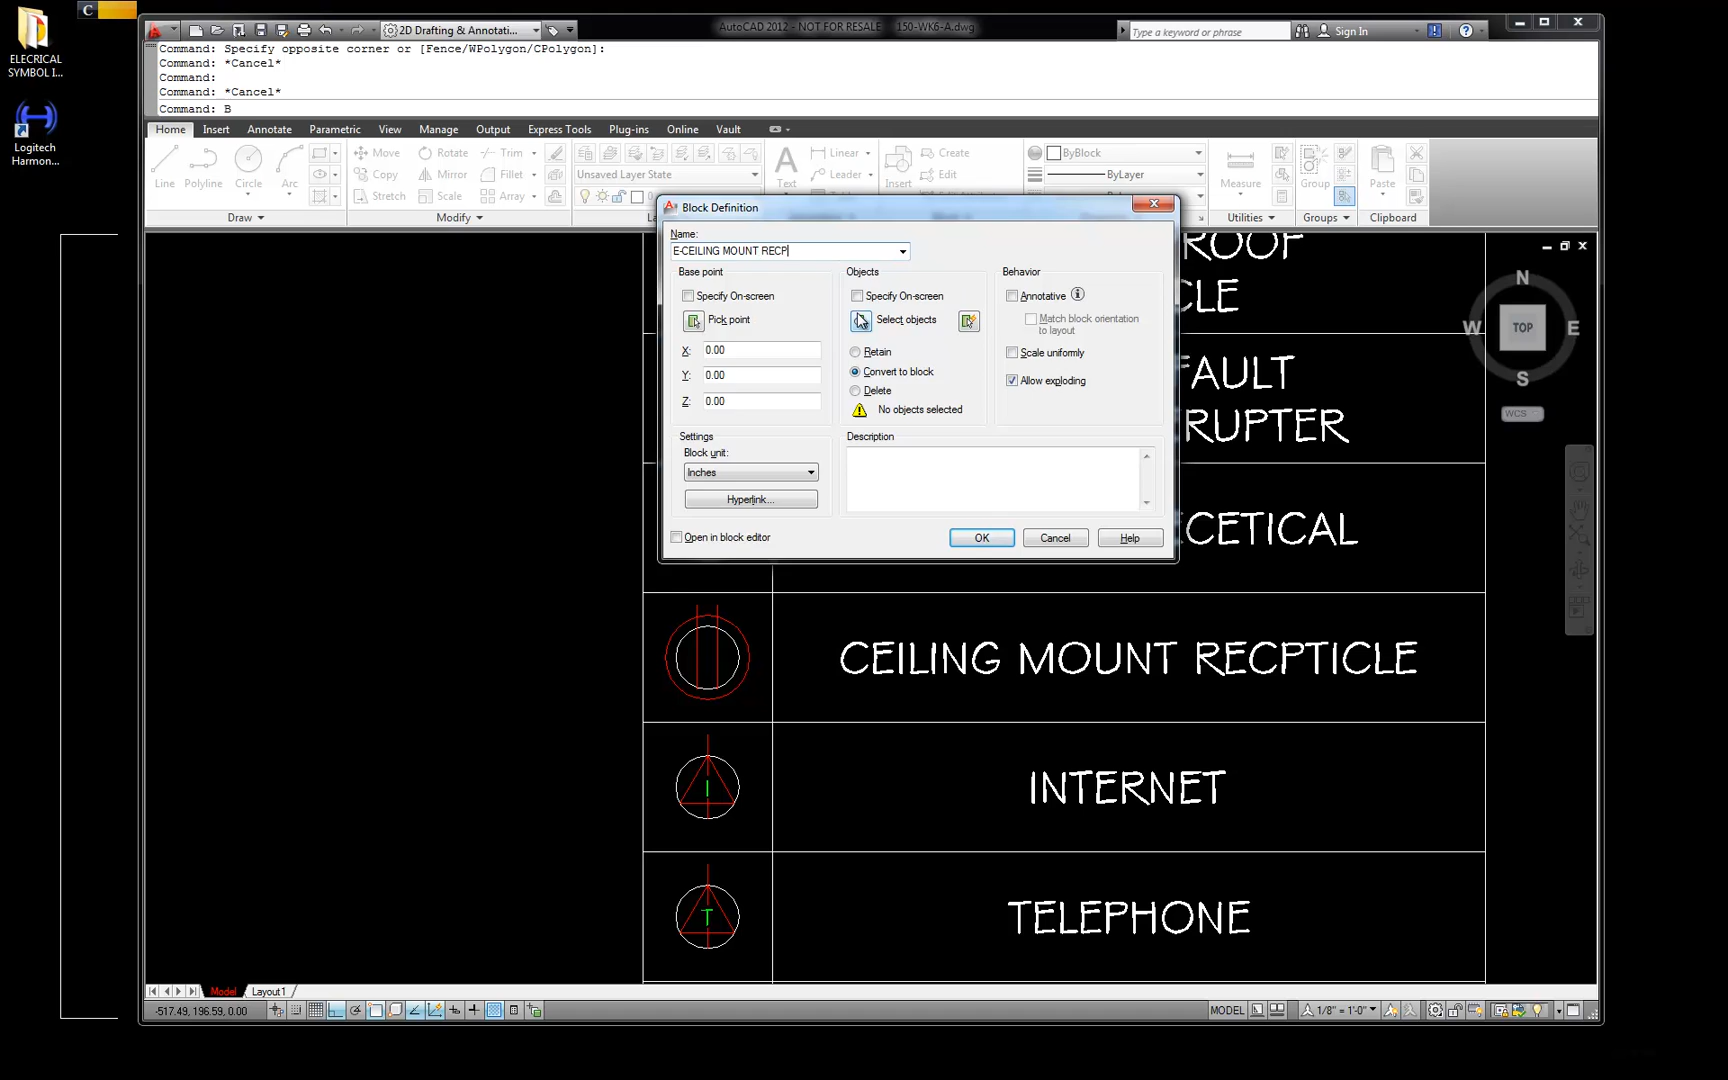 C
ELECRICAL
SYMBOL I...
Logitech
Harmon...
2D Drafting & Annotati...
AutoCAD 2012 - NOT FOR RESALE 150-WK6-A.dwg
Type a keyword or phrase
Sign In
Command: Specify opposite corner or [Fence/WPolygon/CPolygon]:
Command: *Cancel*
Command:
Command: *Cancel*
Command: B
Home Insert Annotate Parametric View Manage Output Express Tools Plug-ins Online Vault
Line Polyline Circle Arc
Move Rotate Trim
Copy Mirror Fillet
Stretch Scale Array
Unsaved Layer State
0
Text
Linear
Leader
Insert
Create
Edit
ByBlock
ByLayer
Measure
Group
Paste
Draw Modify Utilities Groups Clipboard
Block Definition
Name:
E-CEILING MOUNT RECP
Base point
Specify On-screen
Pick point
X: 0.00
Y: 0.00
Z: 0.00
Objects
Specify On-screen
Select objects
Retain
Convert to block
Delete
No objects selected
Behavior
Annotative
Match block orientation
to layout
Scale uniformly
Allow exploding
Settings
Block unit:
Inches
Hyperlink...
Description
Open in block editor
OK Cancel Help
N
W TOP E
S
WCS
AULT
RUPTER
CETICAL
CEILING MOUNT RECPTICLE
I INTERNET
T TELEPHONE
Model Layout1
-517.49, 196.59, 0.00
MODEL
1/8" = 1'-0"